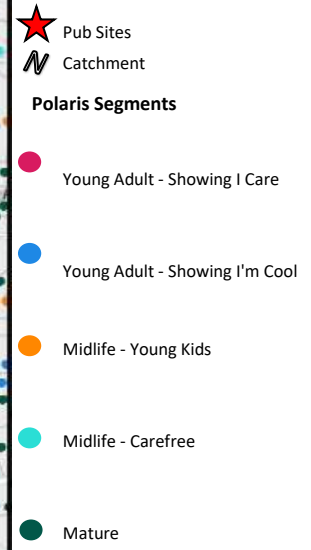 Pub Sites
Catchment
Polaris Segments
Young Adult - Showing I Care
Young Adult - Showing I'm Cool
Midlife - Young Kids
Midlife - Carefree
Mature